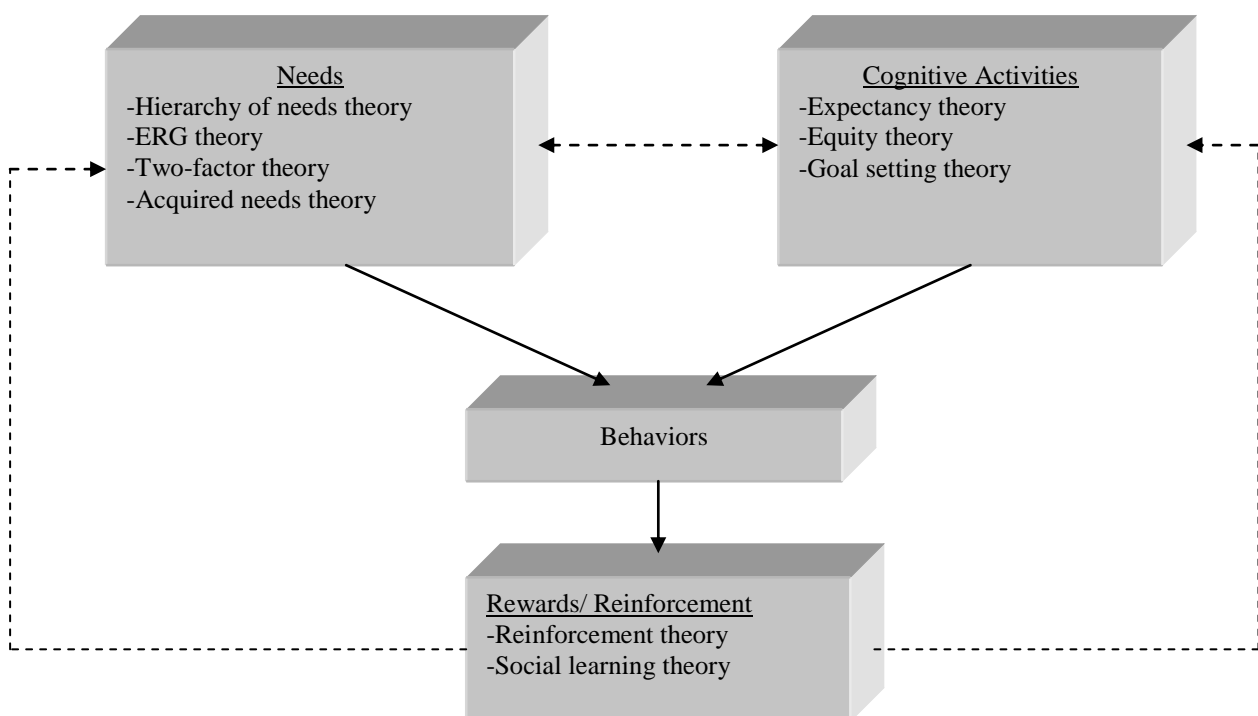 Needs
-Hierarchy of needs theory
-ERG theory
-Two-factor theory
-Acquired needs theory
Cognitive Activities
-Expectancy theory
-Equity theory
-Goal setting theory
Behaviors
Rewards/ Reinforcement
-Reinforcement theory
-Social learning theory